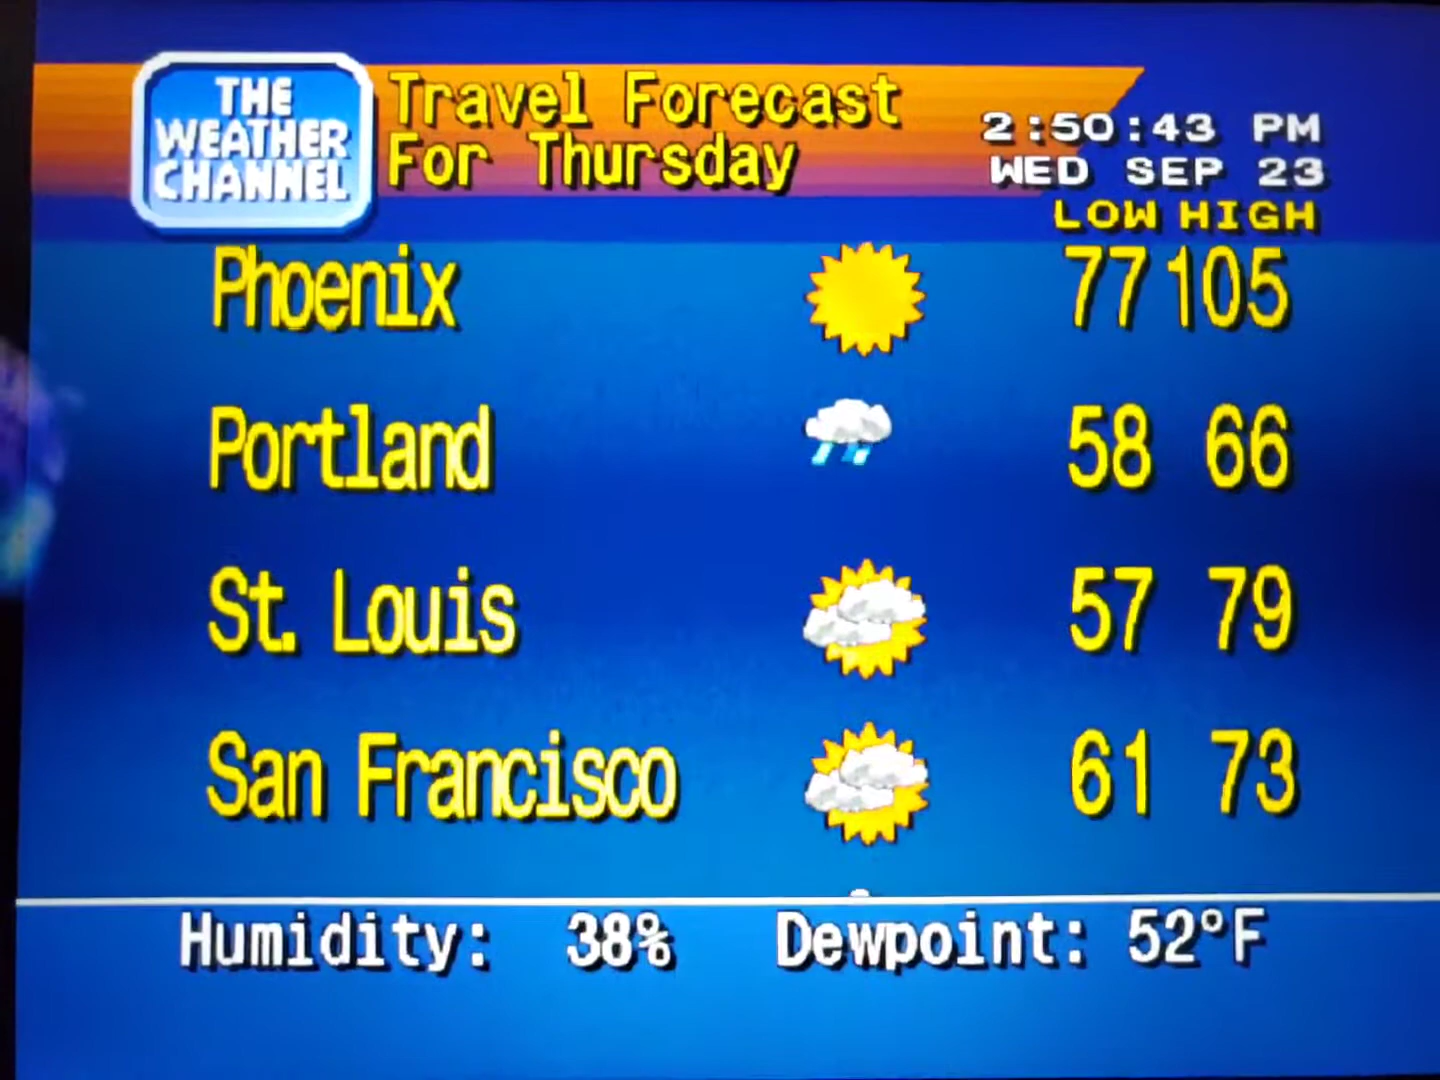 THE
WEATHER
CHANNEL
Travel Forecast
For Thursday
2:50:43 PM
WED SEP 23
LOW HIGH
Phoenix 77 105
Portland 58 66
St. Louis 57 79
San Francisco 61 73
Humidity: 38% Dewpoint: 52°F